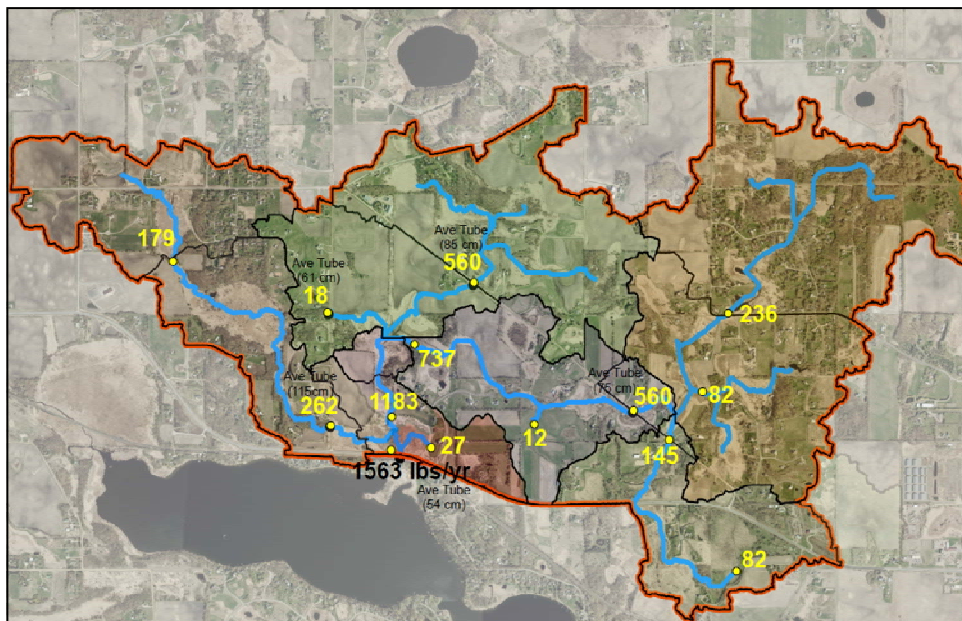 179
Ave Tube
(85 cm)
560
Ave Tube
(61 cm)
18
236
737
Ave Tube
(75 cm)
560
82
Ave Tube
(115cm)
262
1183
12
27
145
1563 lbs/yr
Ave Tube
(54 cm)
82